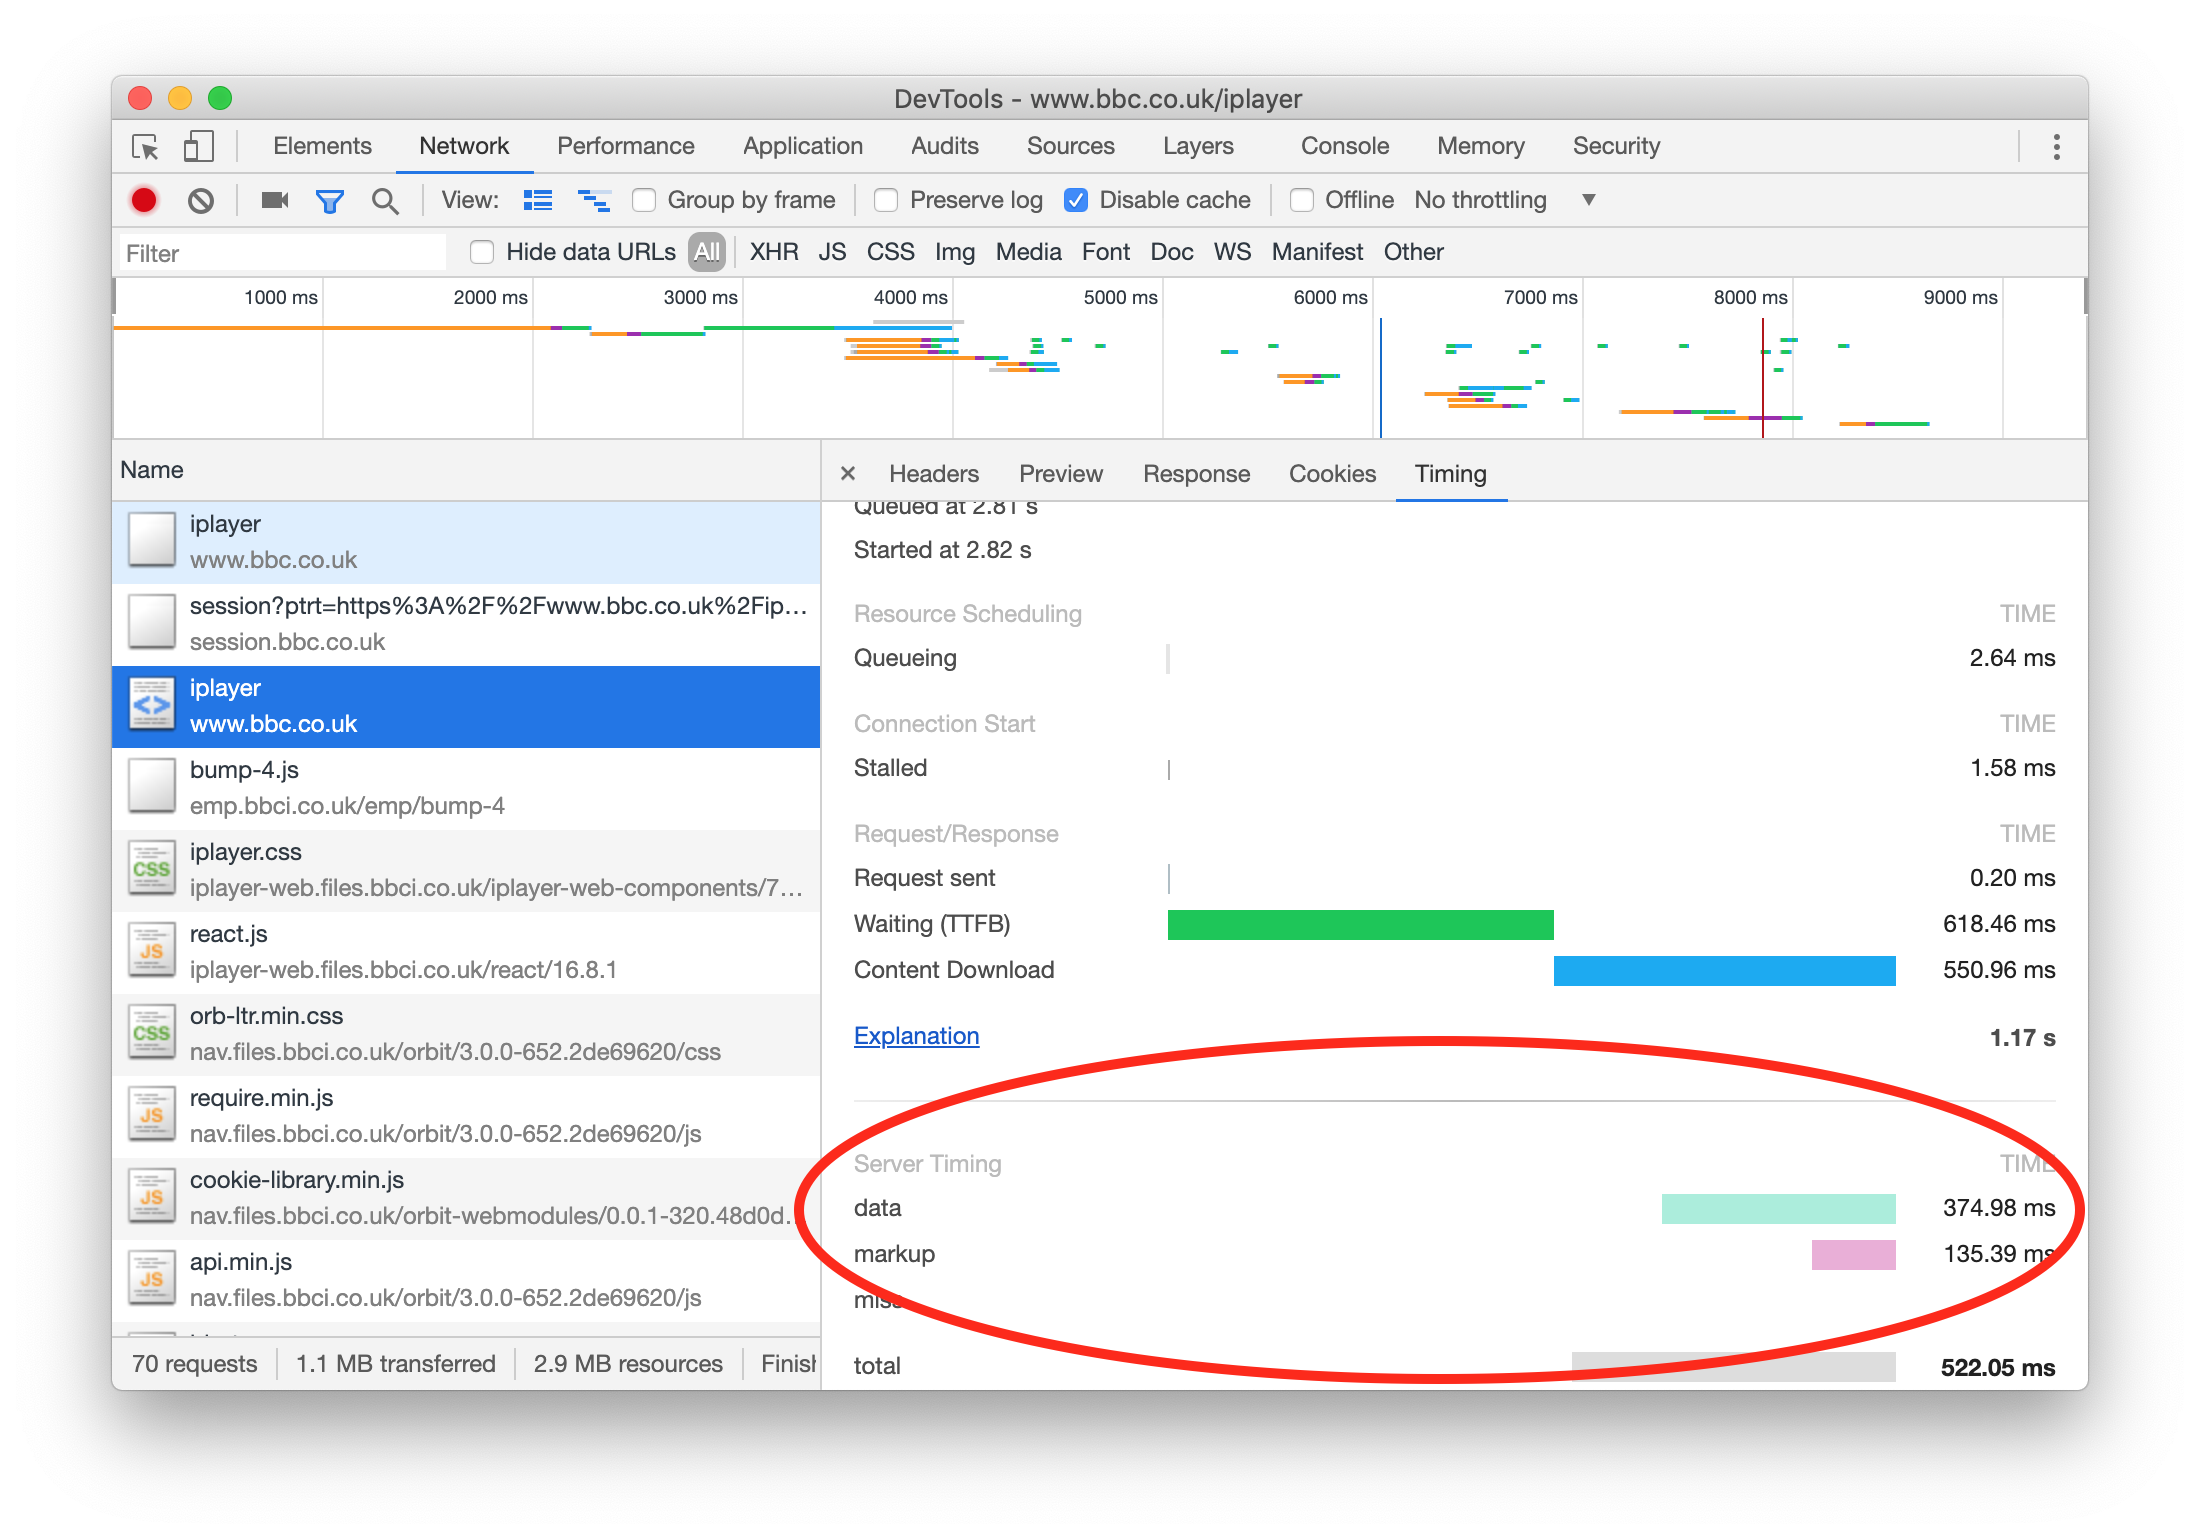 DevTools - www.bbc.co.uk/iplayer
Elements Network Performance Application Audits Sources Layers Console Memory Security
View: Group by frame Preserve log Disable cache Offline No throttling
Filter Hide data URLs All XHR JS CSS Img Media Font Doc WS Manifest Other
1000 ms 2000 ms 3000 ms 4000 ms 5000 ms 6000 ms 7000 ms 8000 ms 9000 ms
Name
iplayer
www.bbc.co.uk
session?ptrt=https%3A%2F%2Fwww.bbc.co.uk%2Fip...
session.bbc.co.uk
iplayer
www.bbc.co.uk
bump-4.js
emp.bbci.co.uk/emp/bump-4
CSS
iplayer.css
iplayer-web.files.bbci.co.uk/iplayer-web-components/7...
JS
react.js
iplayer-web.files.bbci.co.uk/react/16.8.1
CSS
orb-ltr.min.css
nav.files.bbci.co.uk/orbit/3.0.0-652.2de69620/css
JS
require.min.js
nav.files.bbci.co.uk/orbit/3.0.0-652.2de69620/js
JS
cookie-library.min.js
nav.files.bbci.co.uk/orbit-webmodules/0.0.1-320.48d0d...
JS
api.min.js
nav.files.bbci.co.uk/orbit/3.0.0-652.2de69620/js
70 requests 1.1 MB transferred 2.9 MB resources Finish
Headers Preview Response Cookies Timing
Queued at 2.81 s
Started at 2.82 s
Resource Scheduling TIME
Queueing 2.64 ms
Connection Start TIME
Stalled 1.58 ms
Request/Response TIME
Request sent 0.20 ms
Waiting (TTFB) 618.46 ms
Content Download 550.96 ms
Explanation 1.17 s
Server Timing TIME
data 374.98 ms
markup 135.39 ms
miss
total 522.05 ms